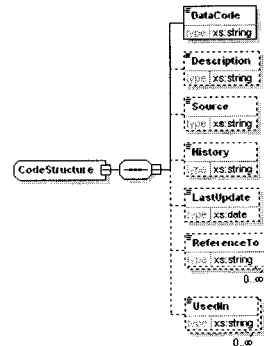 DataCode
type xs:string
Description
type xs:string
Source
type xs:string
CodeStructure
History
type xs:string
LastUpdate
type xs:date
ReferenceTo
type xs:string
0..∞
UsedIn
type xs:string
0..∞